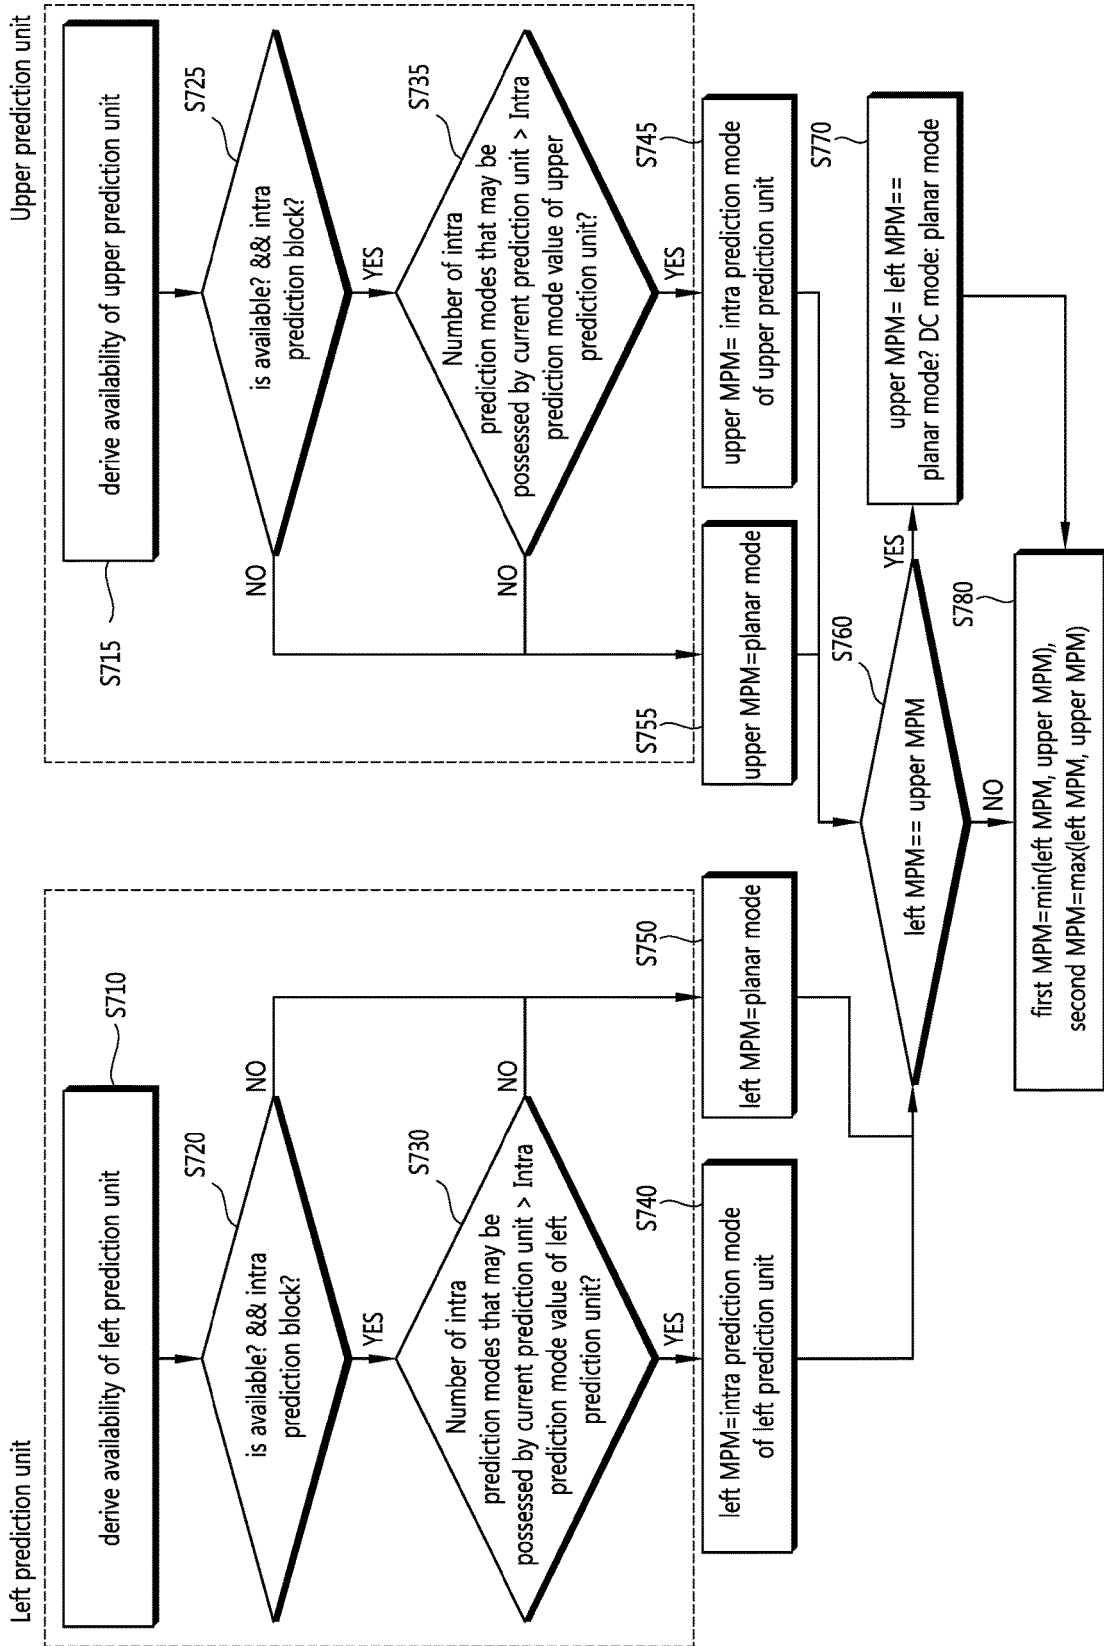 Left prediction unit
derive availability of left prediction unit
S710
S720
is available? && intra
prediction block?
NO
YES
S730
Number of intra
prediction modes that may be
possessed by current prediction unit > Intra
prediction mode value of left
prediction unit?
NO
YES
S740
left MPM=intra prediction mode
of left prediction unit
S750
left MPM=planar mode
Upper prediction unit
derive availability of upper prediction unit
S715
S725
is available? && intra
prediction block?
NO
YES
S735
Number of intra
prediction modes that may be
possessed by current prediction unit > Intra
prediction mode value of upper
prediction unit?
NO
YES
S755
upper MPM=planar mode
S745
upper MPM= intra prediction mode
of upper prediction unit
S760
left MPM== upper MPM
YES
NO
S770
upper MPM= left MPM==
planar mode? DC mode: planar mode
S780
first MPM=min(left MPM, upper MPM),
second MPM=max(left MPM, upper MPM)